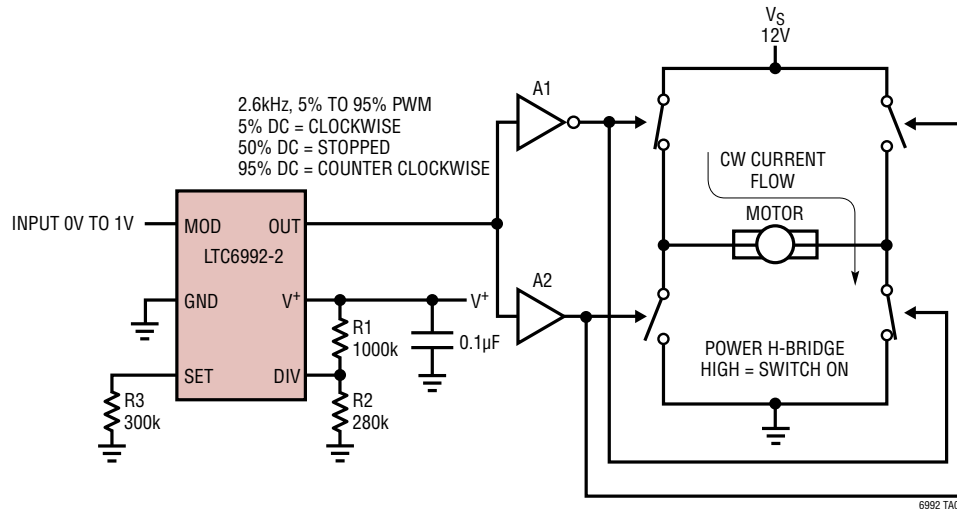 V_S
12V
A1
2.6kHz, 5% TO 95% PWM
5% DC = CLOCKWISE
50% DC = STOPPED
95% DC = COUNTER CLOCKWISE
CW CURRENT
FLOW
MOTOR
INPUT 0V TO 1V
MOD
OUT
LTC6992-2
GND
V+
V+
A2
R1
1000k
0.1µF
POWER H-BRIDGE
HIGH = SWITCH ON
SET
DIV
R3
300k
R2
280k
6992